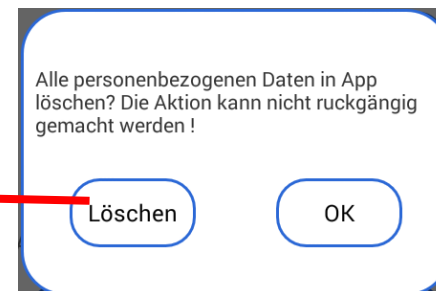 Alle personenbezogenen Daten in App
löschen? Die Aktion kann nicht ruckgängig
gemacht werden !
Löschen OK